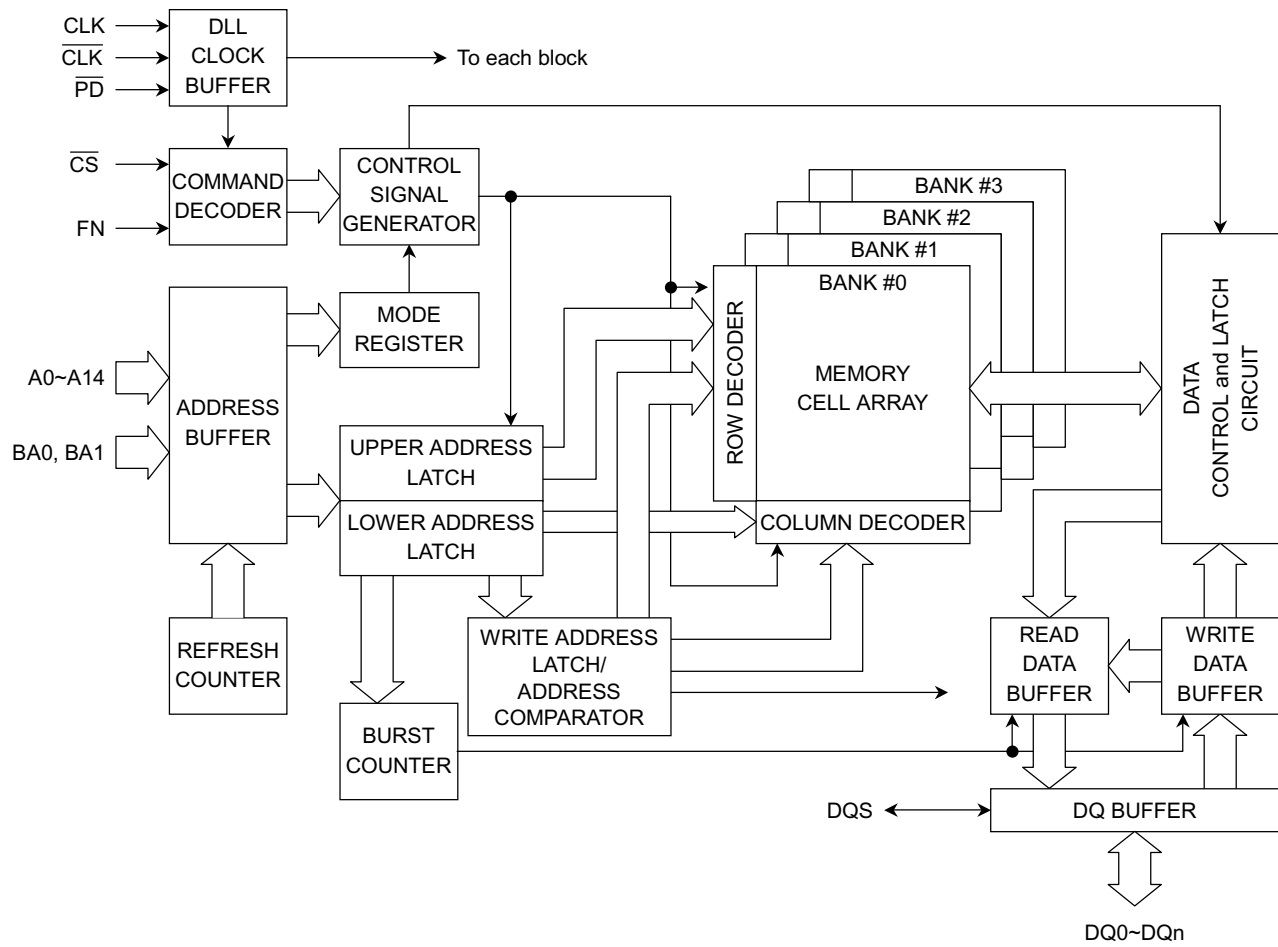 CLK
CLK
PD
DLL
CLOCK
BUFFER
To each block
CS
FN
COMMAND
DECODER
CONTROL
SIGNAL
GENERATOR
BANK #3
BANK #2
BANK #1
BANK #0
MODE
REGISTER
A0~A14
BA0, BA1
ADDRESS
BUFFER
ROW DECODER
MEMORY
CELL ARRAY
DATA
CONTROL and LATCH
CIRCUIT
UPPER ADDRESS
LATCH
LOWER ADDRESS
LATCH
COLUMN DECODER
REFRESH
COUNTER
WRITE ADDRESS
LATCH/
ADDRESS
COMPARATOR
READ
DATA
BUFFER
WRITE
DATA
BUFFER
BURST
COUNTER
DQS
DQ BUFFER
DQ0~DQn